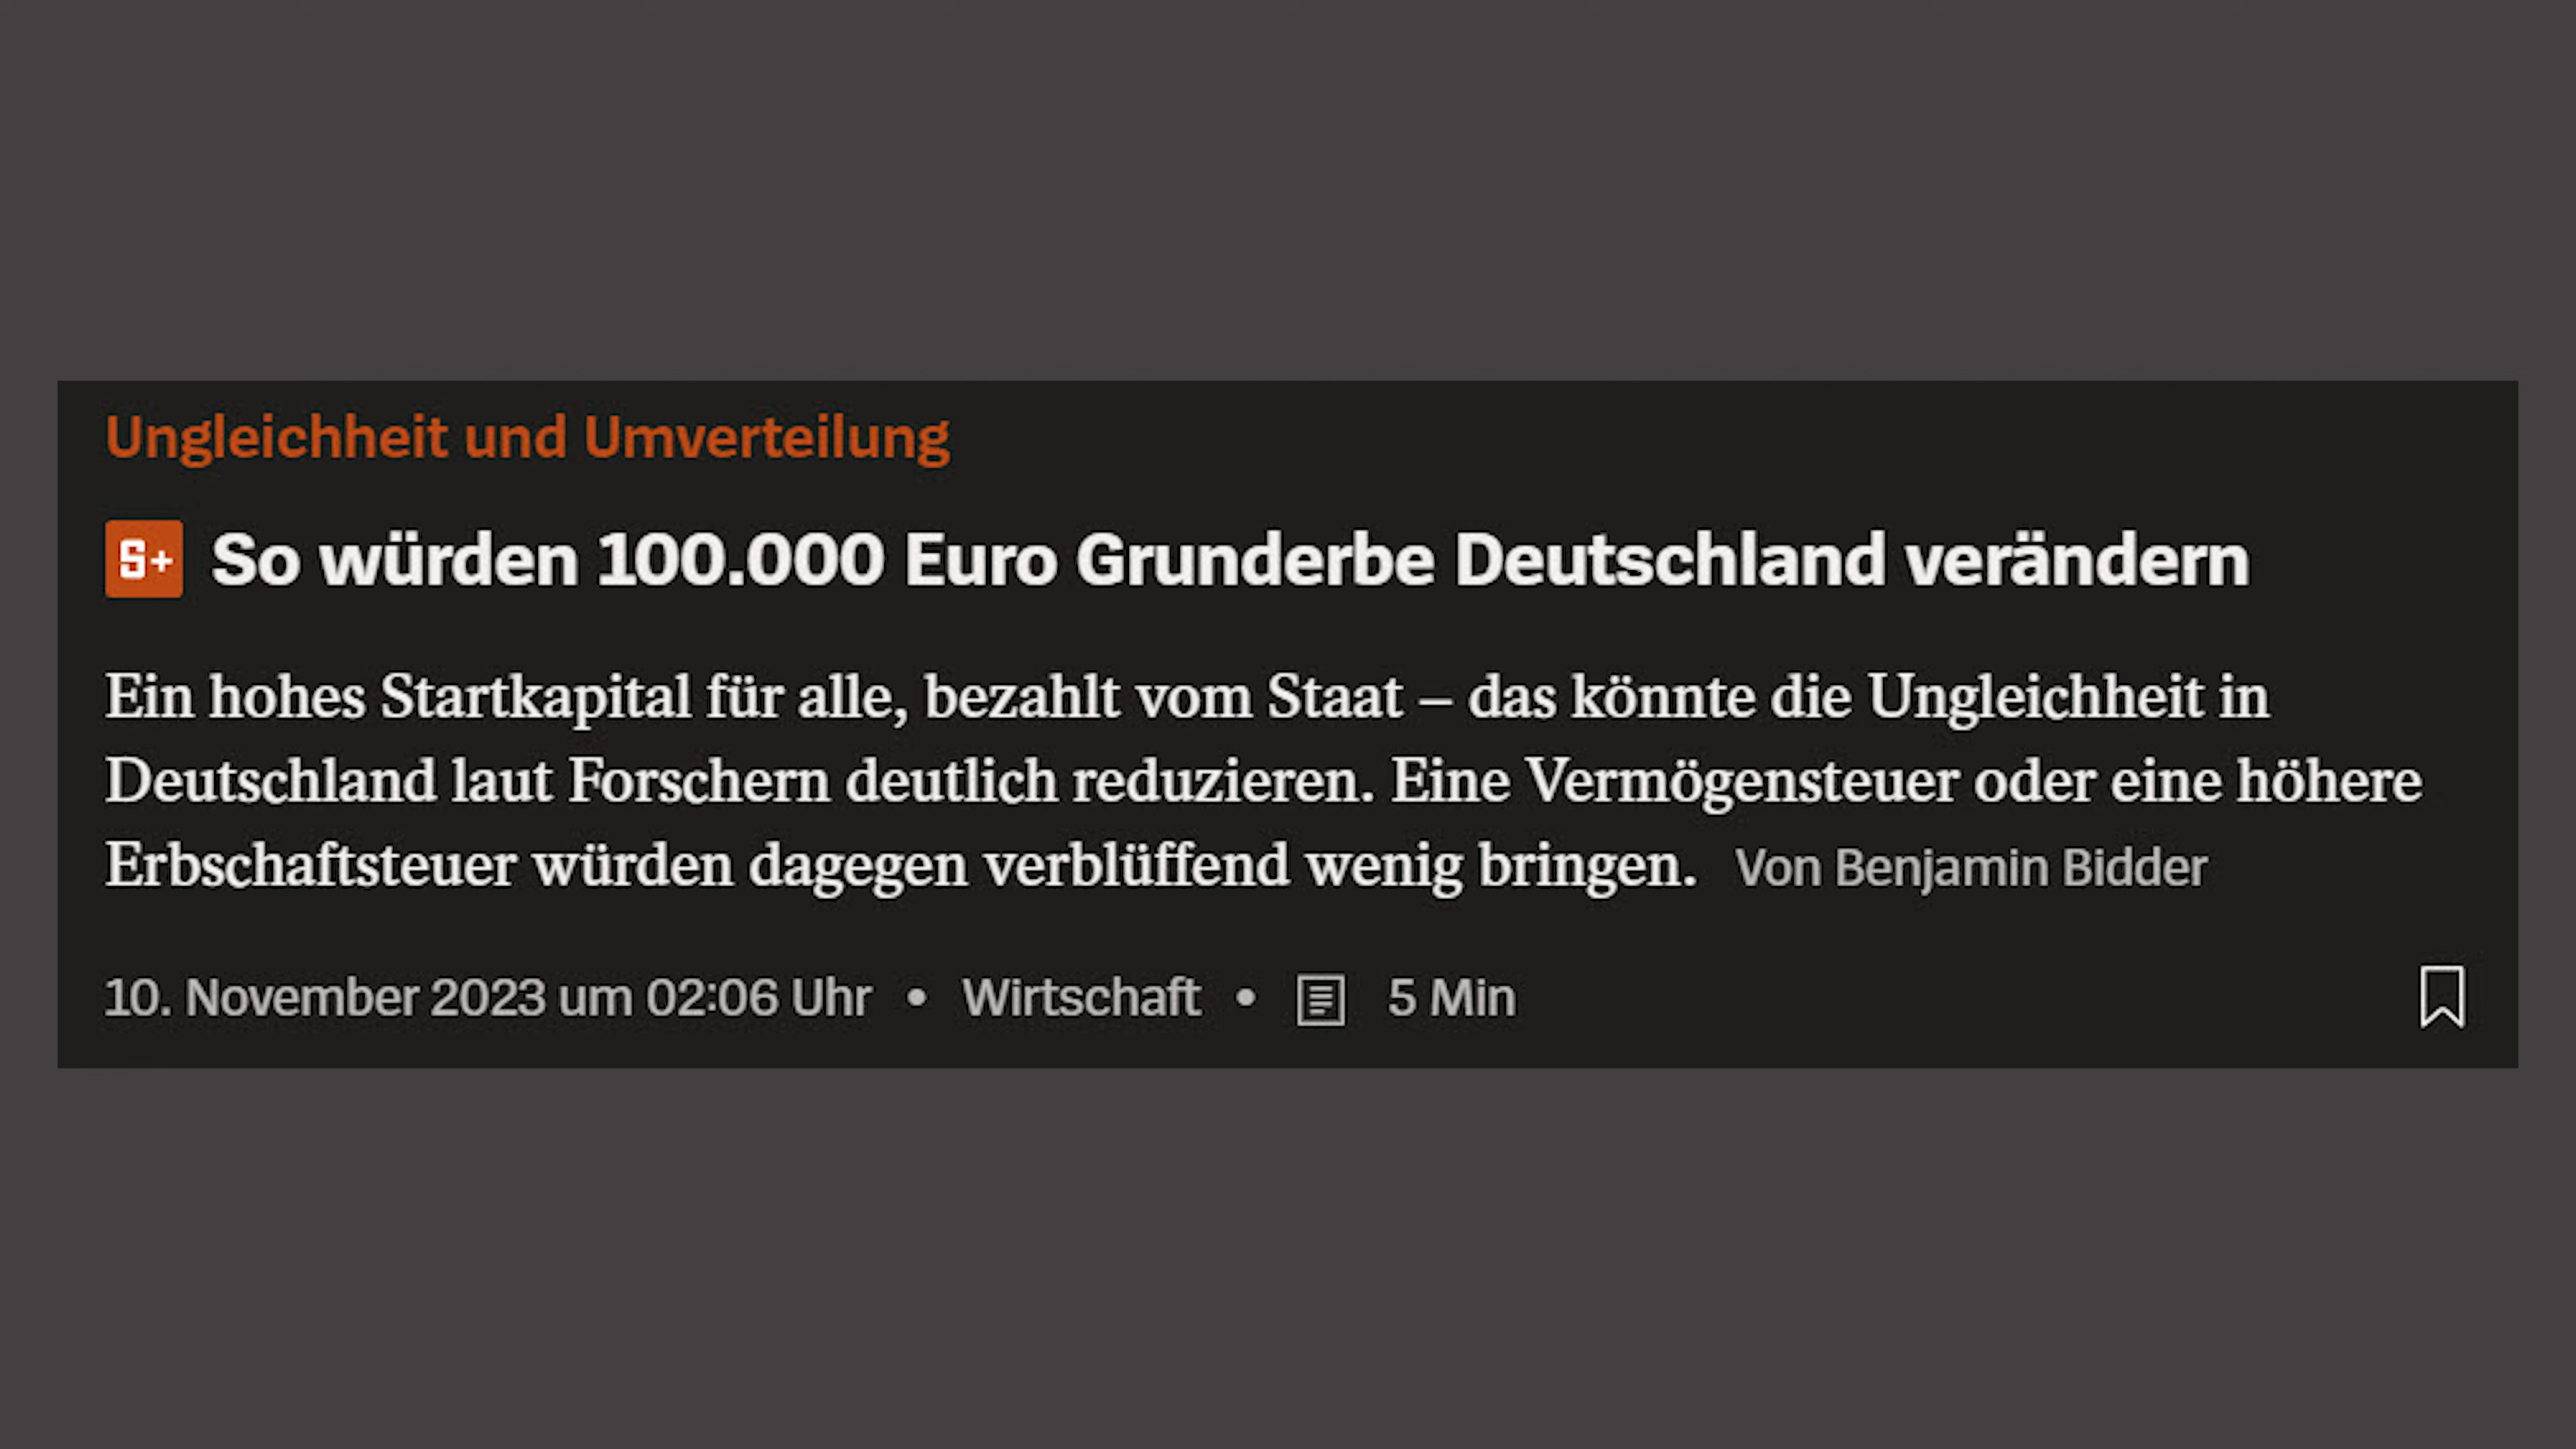 Ungleichheit und Umverteilung
S+ So würden 100.000 Euro Grunderbe Deutschland verändern
Ein hohes Startkapital für alle, bezahlt vom Staat – das könnte die Ungleichheit in
Deutschland laut Forschern deutlich reduzieren. Eine Vermögensteuer oder eine höhere
Erbschaftsteuer würden dagegen verblüffend wenig bringen. Von Benjamin Bidder
10. November 2023 um 02:06 Uhr • Wirtschaft • 5 Min